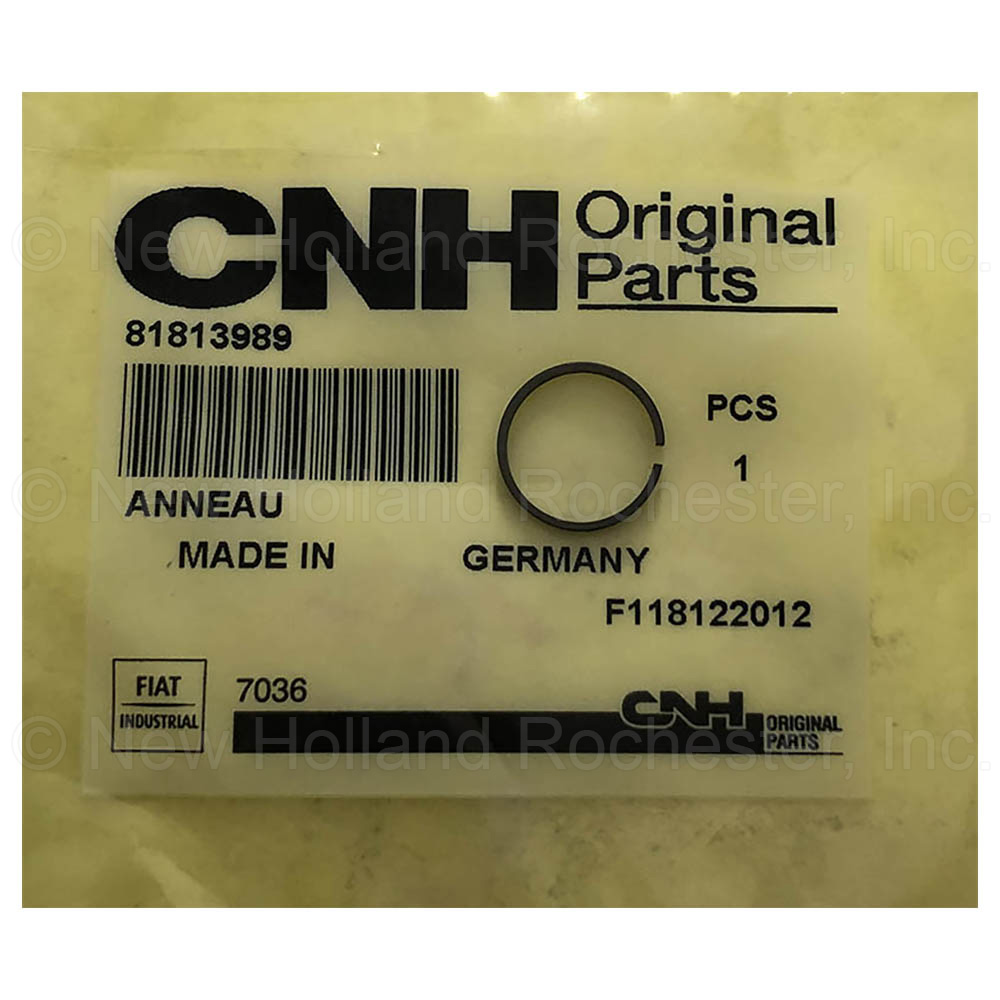 CNH Original
Parts
© New Holland Rochester, Inc.
81813989
PCS
1
© New Holland Rochester, Inc.
ANNEAU
MADE IN GERMANY
F118122012
FIAT
INDUSTRIAL
7036
CNH ORIGINAL
PARTS
© New Holland Rochester, Inc.